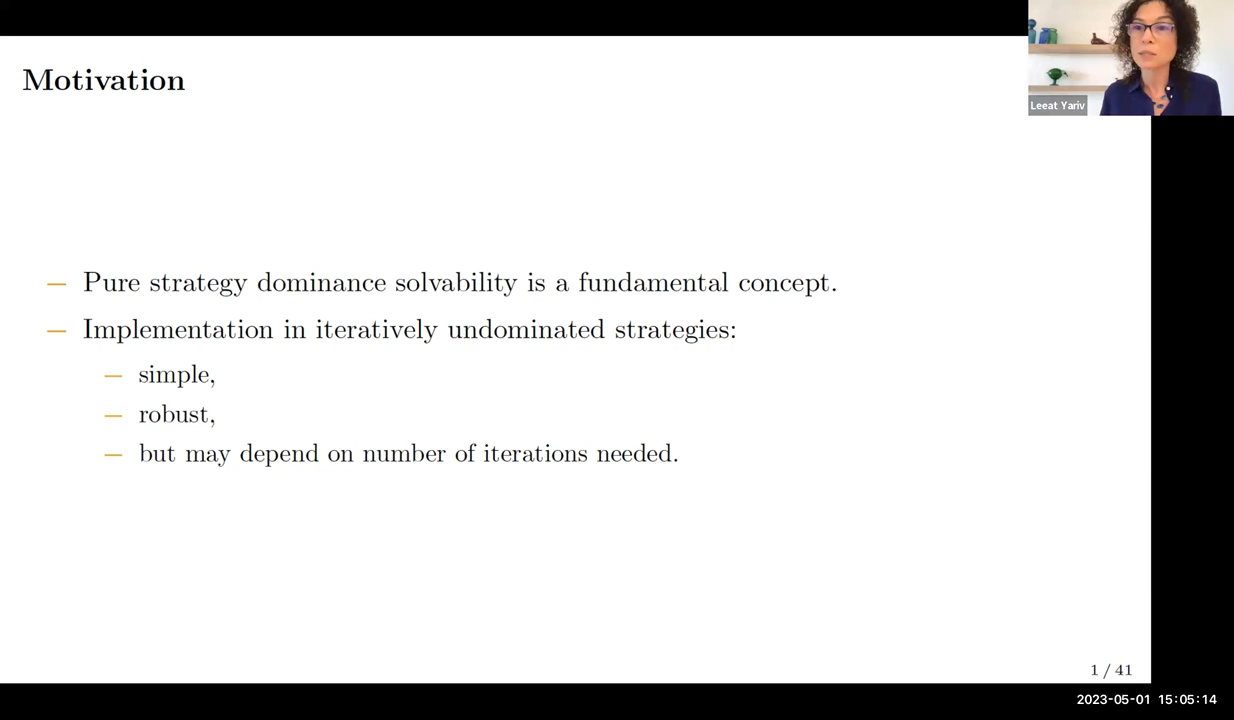 Motivation
Leeat Yariv
— Pure strategy dominance solvability is a fundamental concept.
— Implementation in iteratively undominated strategies:
— simple,
— robust,
— but may depend on number of iterations needed.
1 / 41
2023-05-01 15:05:14